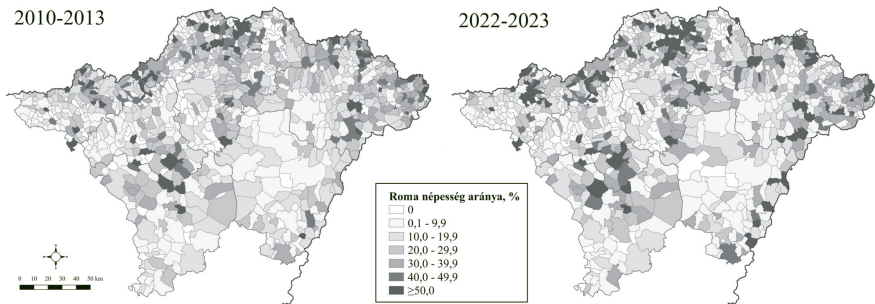 2010-2013
2022-2023
Roma népesség aránya, %
0
0,1 - 9,9
10,0 - 19,9
20,0 - 29,9
30,0 - 39,9
40,0 - 49,9
≥50,0
0 10 20 30 40 50 km